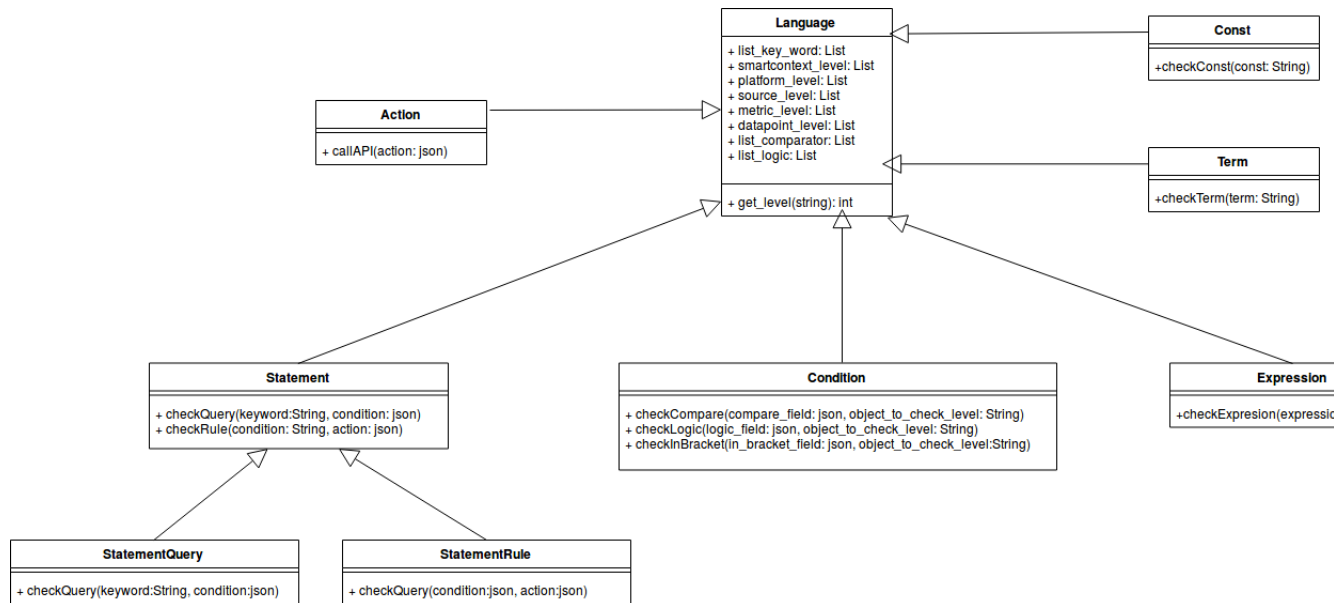 Language
+ list_key_word: List
+ smartcontext_level: List
+ platform_level: List
+ source_level: List
+ metric_level: List
+ datapoint_level: List
+ list_comparator: List
+ list_logic: List
+ get_level(string): int
Const
+checkConst(const: String)
Action
+ callAPI(action: json)
Term
+checkTerm(term: String)
Statement
+ checkQuery(keyword:String, condition: json)
+ checkRule(condition: String, action: json)
Condition
+ checkCompare(compare_field: json, object_to_check_level: String)
+ checkLogic(logic_field: json, object_to_check_level: String)
+ checkInBracket(in_bracket_field: json, object_to_check_level:String)
Expression
+checkExpresion(expressio
StatementQuery
+ checkQuery(keyword:String, condition:json)
StatementRule
+ checkQuery(condition:json, action:json)